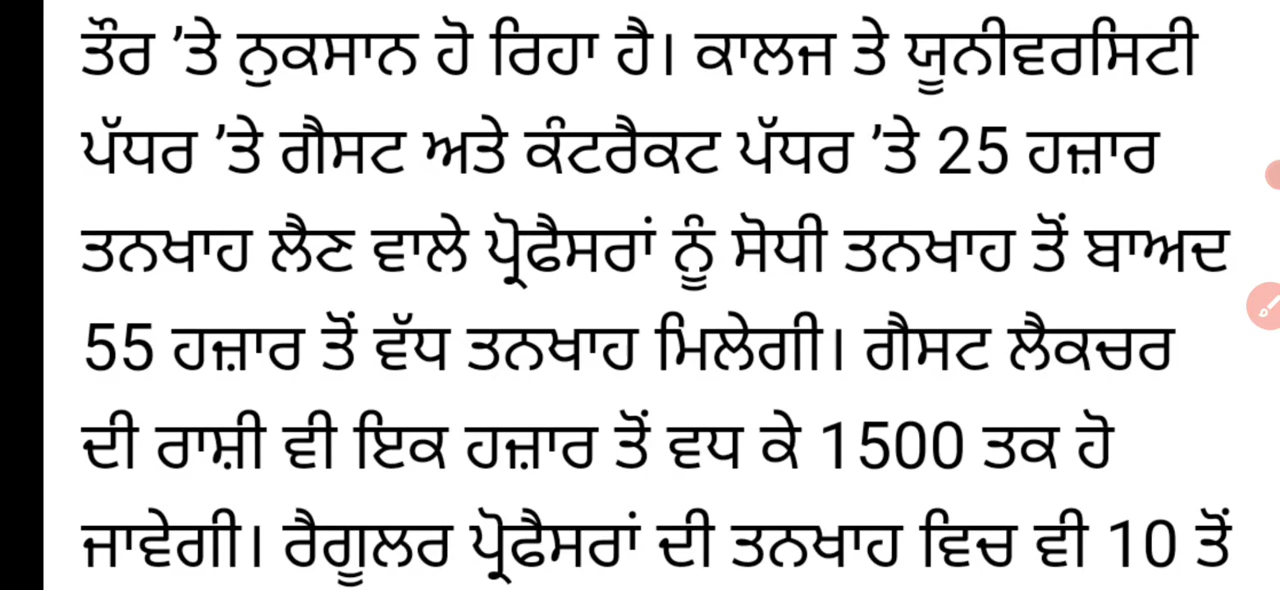 ਤੌਰ ’ਤੇ ਨੁਕਸਾਨ ਹੋ ਰਿਹਾ ਹੈ। ਕਾਲਜ ਤੇ ਯੂਨੀਵਰਸਿਟੀ
ਪੱਧਰ ’ਤੇ ਗੈਸਟ ਅਤੇ ਕੰਟਰੈਕਟ ਪੱਧਰ ’ਤੇ 25 ਹਜ਼ਾਰ
ਤਨਖਾਹ ਲੈਣ ਵਾਲੇ ਪ੍ਰੋਫੈਸਰਾਂ ਨੂੰ ਸੋਧੀ ਤਨਖਾਹ ਤੋਂ ਬਾਅਦ
55 ਹਜ਼ਾਰ ਤੋਂ ਵੱਧ ਤਨਖਾਹ ਮਿਲੇਗੀ। ਗੈਸਟ ਲੈਕਚਰ
ਦੀ ਰਾਸ਼ੀ ਵੀ ਇਕ ਹਜ਼ਾਰ ਤੋਂ ਵਧ ਕੇ 1500 ਤਕ ਹੋ
ਜਾਵੇਗੀ। ਰੈਗੂਲਰ ਪ੍ਰੋਫੈਸਰਾਂ ਦੀ ਤਨਖਾਹ ਵਿਚ ਵੀ 10 ਤੋਂ